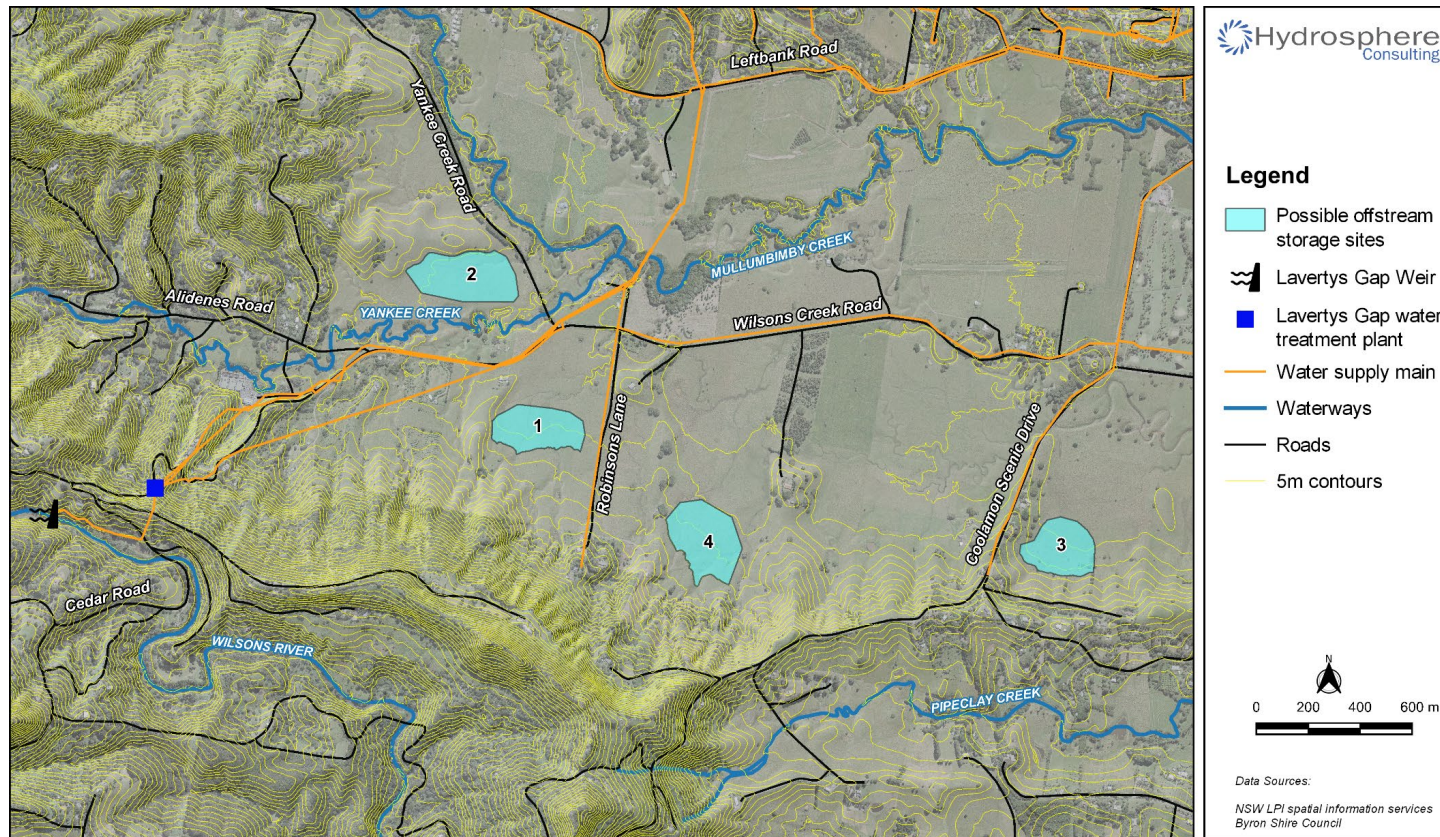 Leftbank Road
Yankee Creek Road
MULLUMBIMBY CREEK
2
Alidenes Road
YANKEE CREEK
Wilsons Creek Road
1
Robinsons Lane
Coolamon Scenic Drive
4
3
Cedar Road
WILSONS RIVER
PIPECLAY CREEK
Hydrosphere
Consulting
Legend
Possible offstream
storage sites
Lavertys Gap Weir
Lavertys Gap water
treatment plant
Water supply main
Waterways
Roads
5m contours
N
0 200 400 600 m
Data Sources:
NSW LPI spatial information services
Byron Shire Council